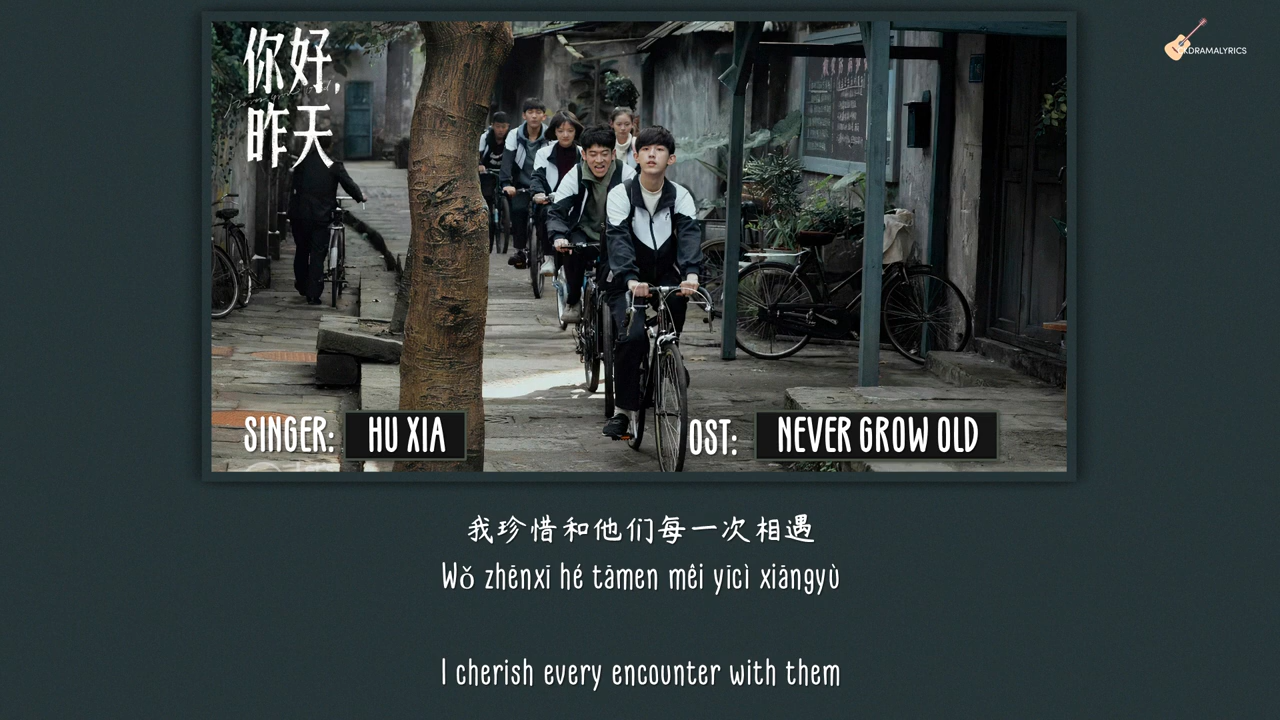 你好,
昨天
KDRAMALYRICS
SINGER: HU XIA
OST: NEVER GROW OLD
我珍惜和他们每一次相遇
Wǒ zhēnxī hé tāmen měi yīcì xiāngyù
I cherish every encounter with them